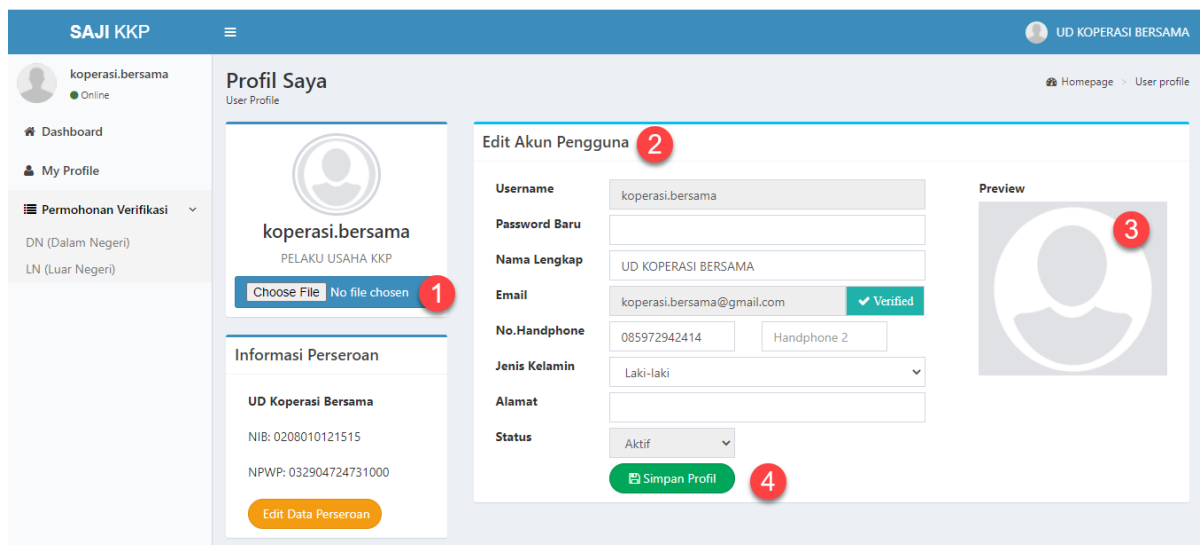 SAJI KKP
UD KOPERASI BERSAMA
koperasi.bersama
Online
Dashboard
My Profile
Permohonan Verifikasi
DN (Dalam Negeri)
LN (Luar Negeri)
Profil Saya
User Profile
Homepage > User profile
koperasi.bersama
PELAKU USAHA KKP
Choose File No file chosen
1
Informasi Perseroan
UD Koperasi Bersama
NIB: 0208010121515
NPWP: 032904724731000
Edit Data Perseroan
Edit Akun Pengguna 2
Username koperasi.bersama
Password Baru
Nama Lengkap UD KOPERASI BERSAMA
Email koperasi.bersama@gmail.com Verified
No.Handphone 085972942414 Handphone 2
Jenis Kelamin Laki-laki
Alamat
Status Aktif
Simpan Profil 4
Preview
3